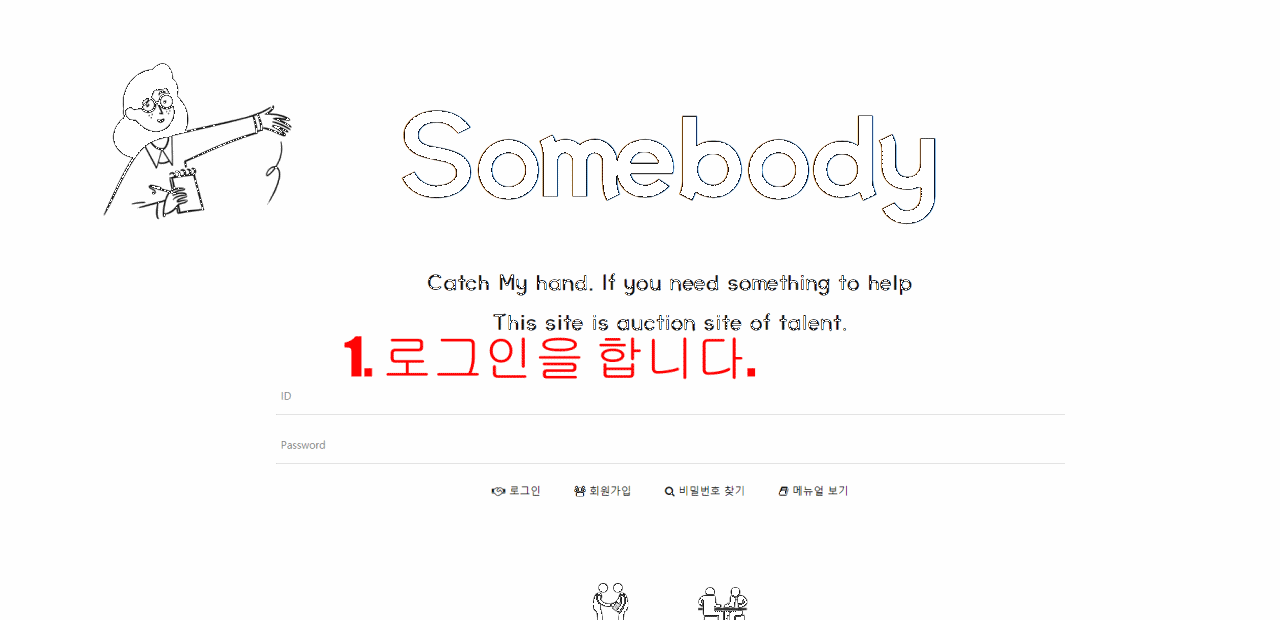 Somebody
Catch My hand. If you need something to help
This site is auction site of talent.
1. 로그인을 합니다.
ID
Password
로그인 회원가입 비밀번호 찾기 메뉴얼 보기